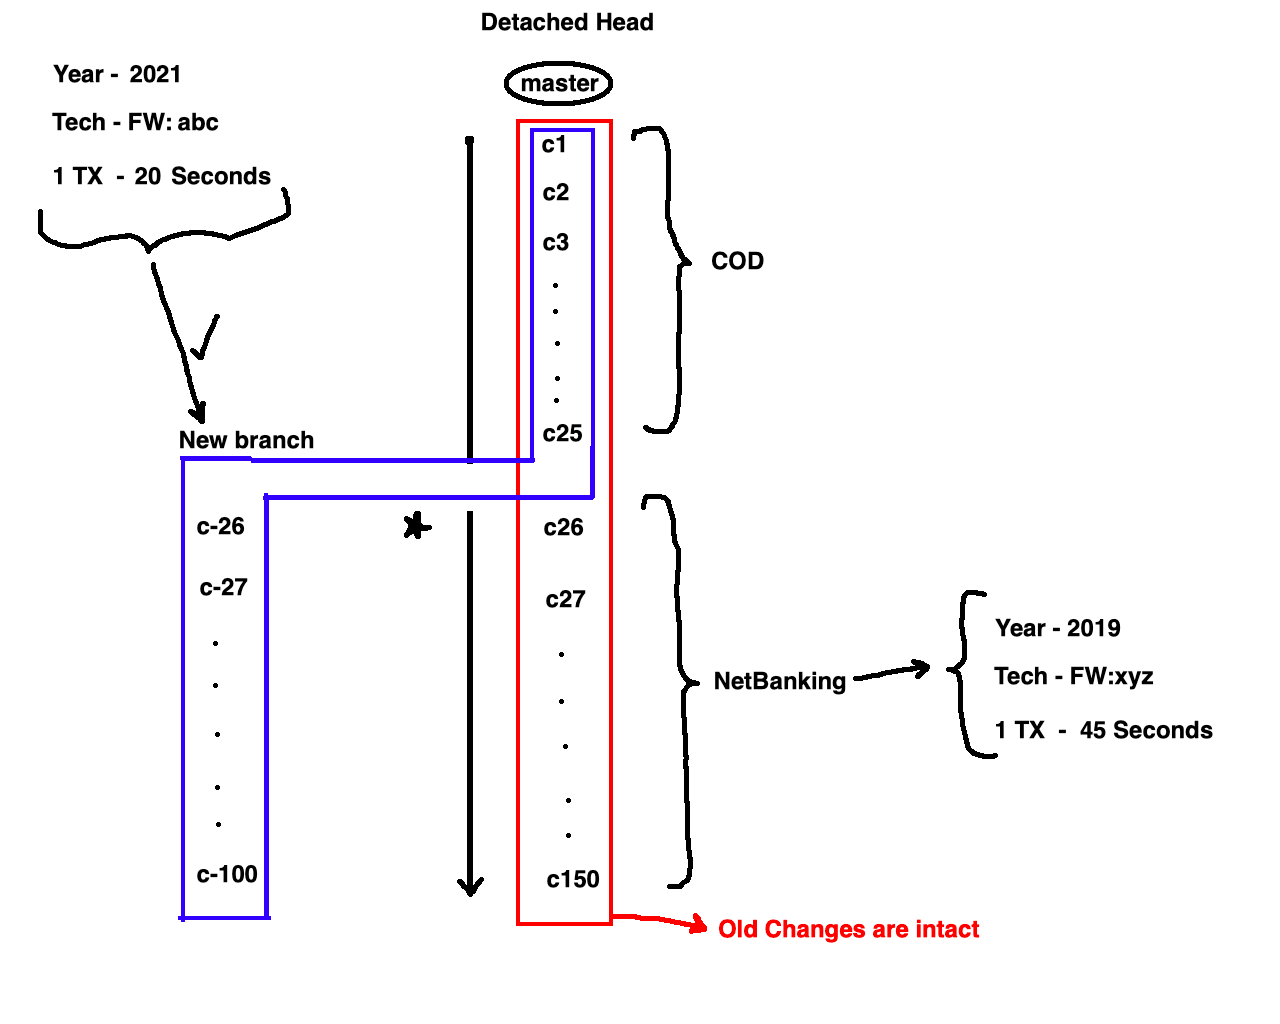 Detached Head
master
Year - 2021
Tech - FW: abc
1 TX - 20 Seconds
c1
c2
c3
c25
COD
New branch
c-26
c-27
c-100
c26
c27
c150
NetBanking
Year - 2019
Tech - FW:xyz
1 TX - 45 Seconds
Old Changes are intact